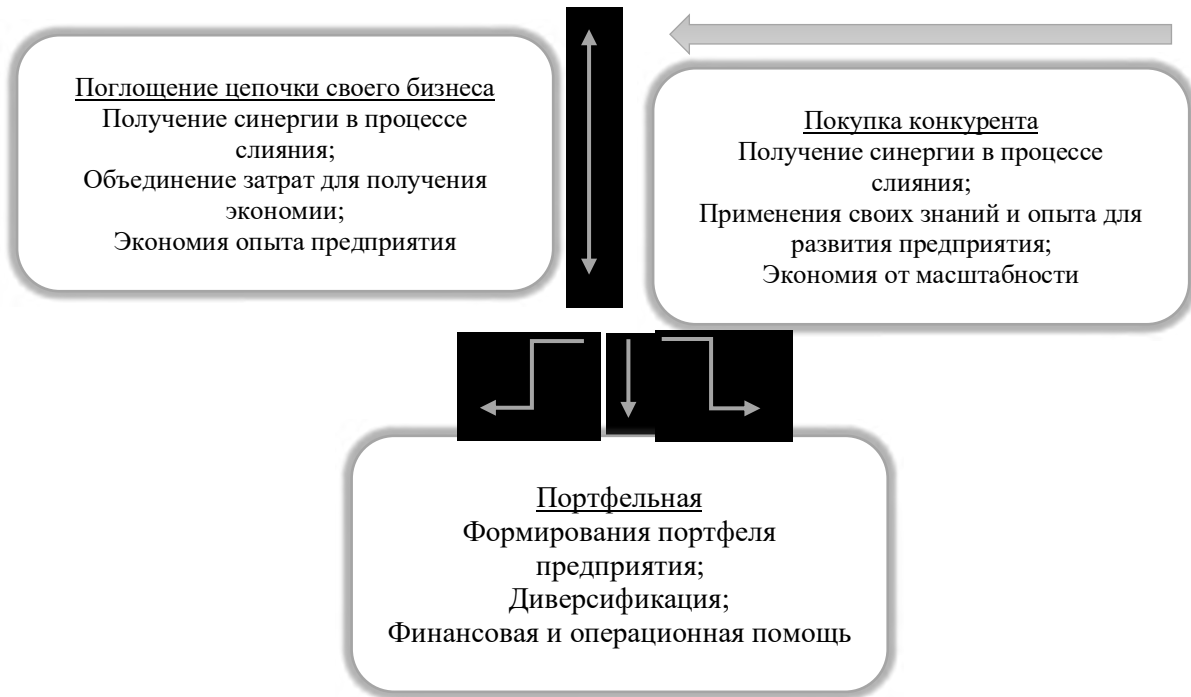 Поглощение цепочки своего бизнеса
Получение синергии в процессе
слияния;
Объединение затрат для получения
экономии;
Экономия опыта предприятия
Покупка конкурента
Получение синергии в процессе
слияния;
Применения своих знаний и опыта для
развития предприятия;
Экономия от масштабности
Портфельная
Формирования портфеля
предприятия;
Диверсификация;
Финансовая и операционная помощь